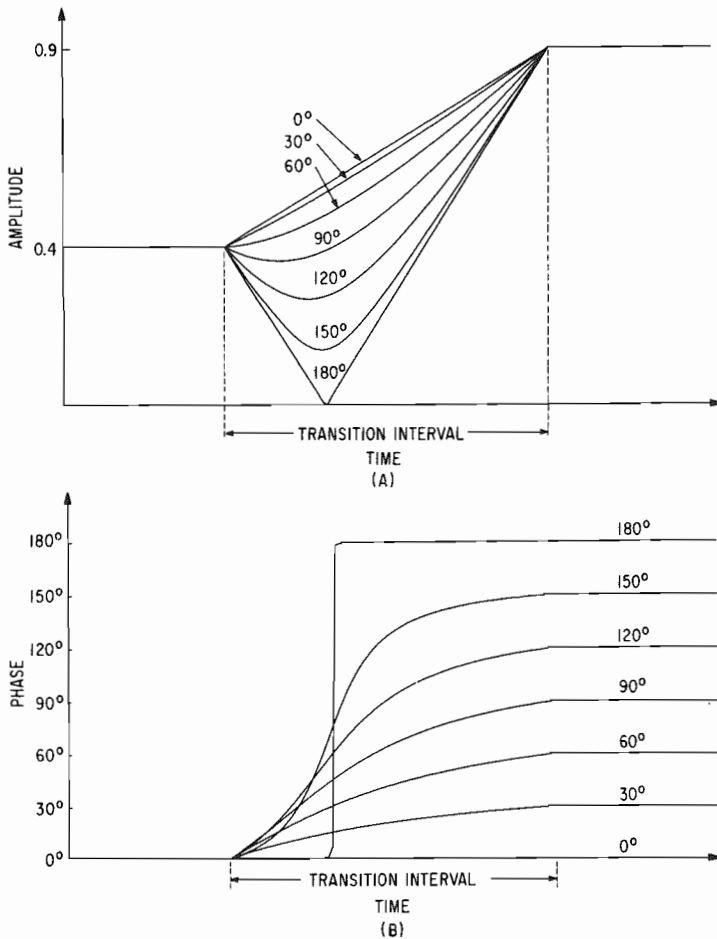 0.9
0°
30°
60°
AMPLITUDE
0.4
90°
120°
150°
180°
TRANSITION INTERVAL
TIME
(A)
180°
180°
150°
150°
120°
120°
PHASE
90°
90°
60°
60°
30°
30°
0°
0°
TRANSITION INTERVAL
TIME
(B)